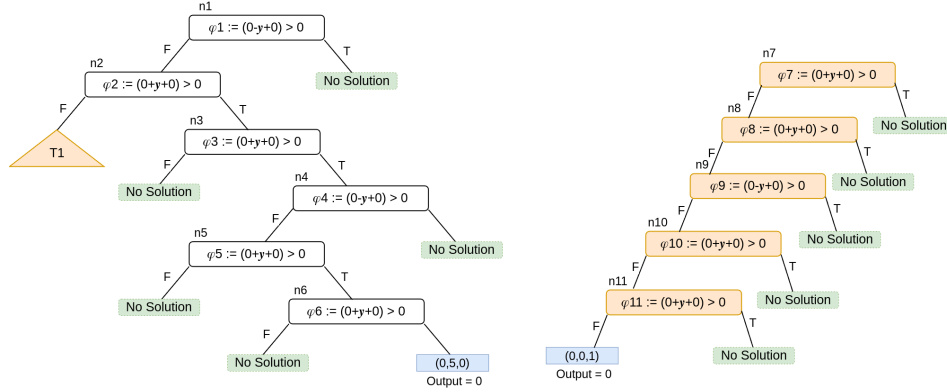 n1
φ1 := (0-y+0) > 0
F
T
n2
No Solution
φ2 := (0+y+0) > 0
F
T
T1
n3
φ3 := (0+y+0) > 0
F
T
No Solution
n4
φ4 := (0-y+0) > 0
F
No Solution
n5
φ5 := (0+y+0) > 0
F
T
No Solution
n6
φ6 := (0+y+0) > 0
F
No Solution
(0,5,0)
Output = 0
n7
φ7 := (0+y+0) > 0
F
T
No Solution
n8
φ8 := (0+y+0) > 0
F
T
No Solution
n9
φ9 := (0-y+0) > 0
F
T
No Solution
n10
φ10 := (0+y+0) > 0
F
T
No Solution
n11
φ11 := (0+y+0) > 0
F
T
(0,0,1)
No Solution
Output = 0